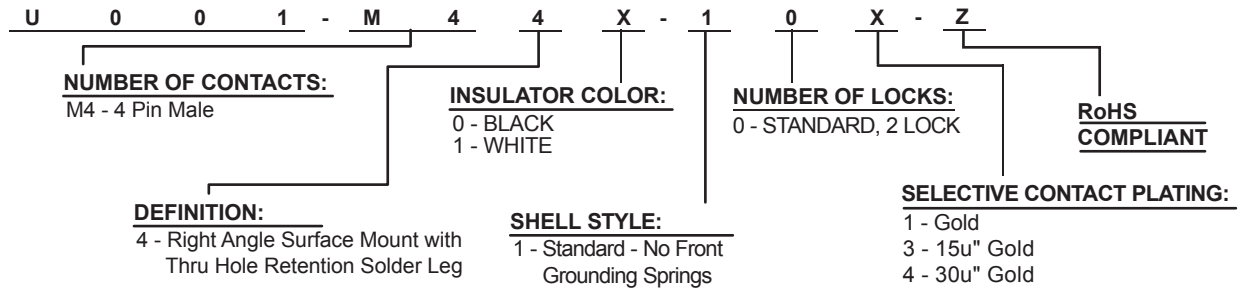 U 0 0 1 - M 4 4 X - 1 0 X - Z
NUMBER OF CONTACTS:
M4 - 4 Pin Male
INSULATOR COLOR:
0 - BLACK
1 - WHITE
NUMBER OF LOCKS:
0 - STANDARD, 2 LOCK
RoHS
COMPLIANT
DEFINITION:
4 - Right Angle Surface Mount with
Thru Hole Retention Solder Leg
SHELL STYLE:
1 - Standard - No Front
Grounding Springs
SELECTIVE CONTACT PLATING:
1 - Gold
3 - 15u" Gold
4 - 30u" Gold